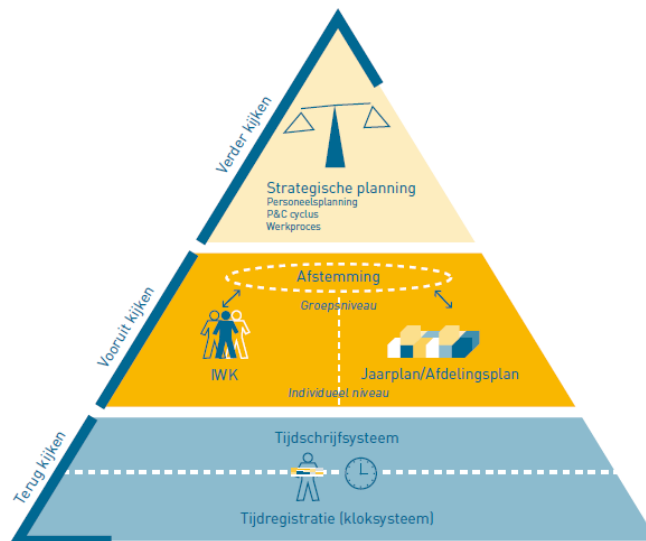 Verder kijken
Strategische planning
Personeelsplanning
P&C cyclus
Werkproces
Vooruit kijken
Afstemming
Groepsniveau
IWK
Jaarplan/Afdelingsplan
Individueel niveau
Terug kijken
Tijdschrijfsysteem
Tijdregistratie (kloksysteem)